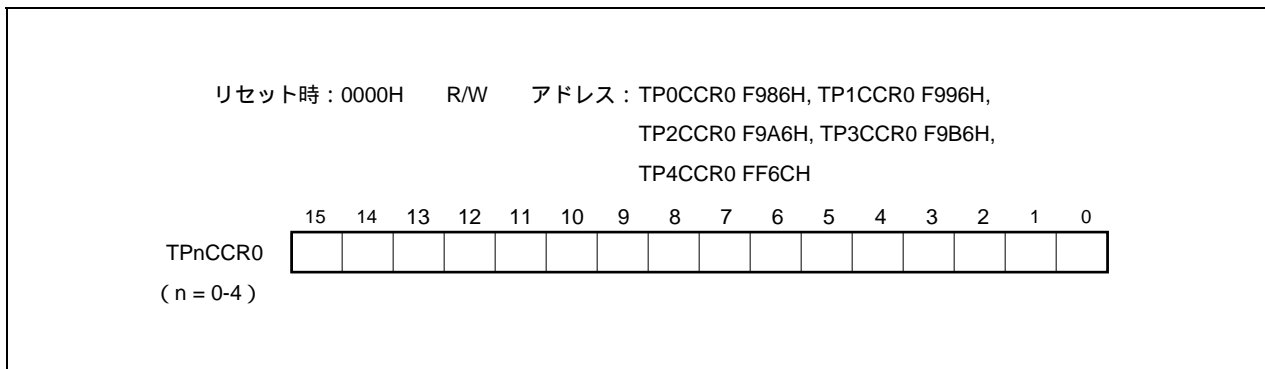 リセット時:0000H R/W アドレス:TP0CCR0 F986H, TP1CCR0 F996H,
TP2CCR0 F9A6H, TP3CCR0 F9B6H,
TP4CCR0 FF6CH
15 14 13 12 11 10 9 8 7 6 5 4 3 2 1 0
TPnCCR0
(n = 0-4)